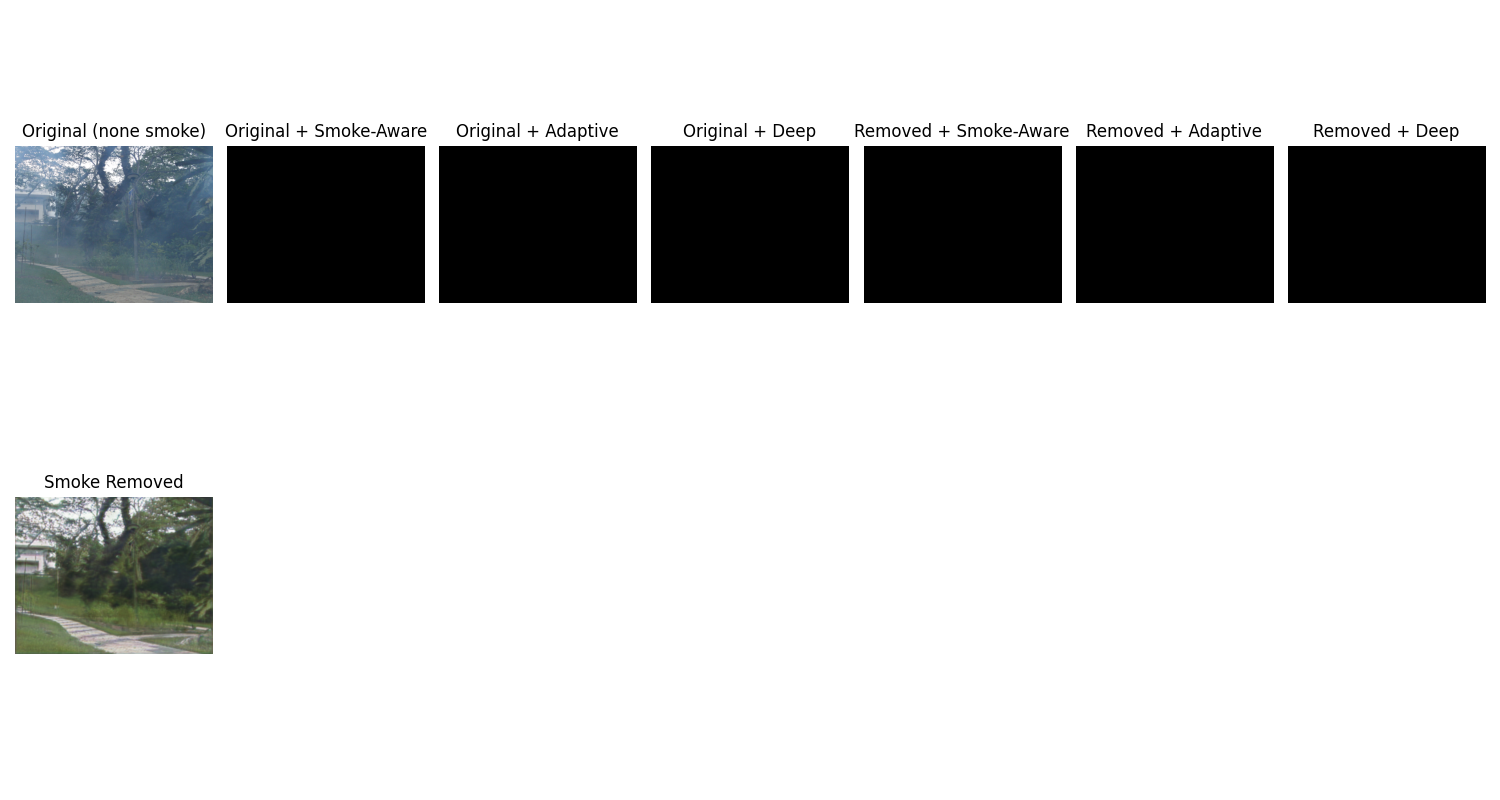 Original (none smoke)
Original + Smoke-Aware
Original + Adaptive
Original + Deep
Removed + Smoke-Aware
Removed + Adaptive
Removed + Deep
Smoke Removed